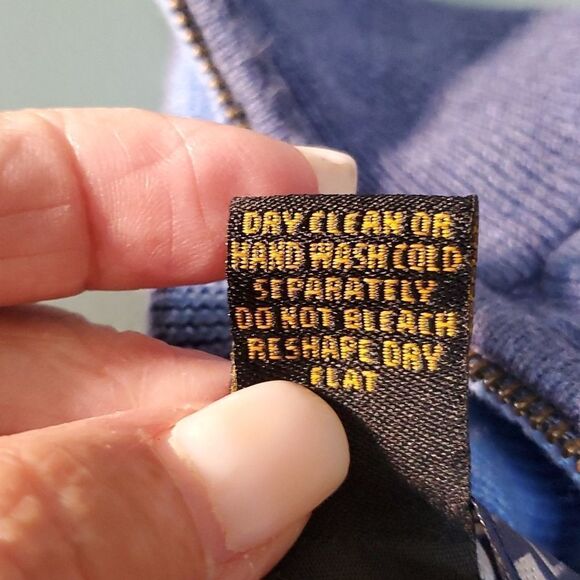 DRY CLEAN OR
HAND WASH COLD
SEPARATELY
DO NOT BLEACH
RESHAPE DRY
FLAT